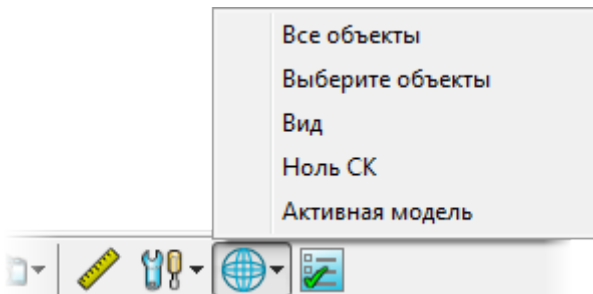 Все объекты
Выберите объекты
Вид
Ноль СК
Активная модель